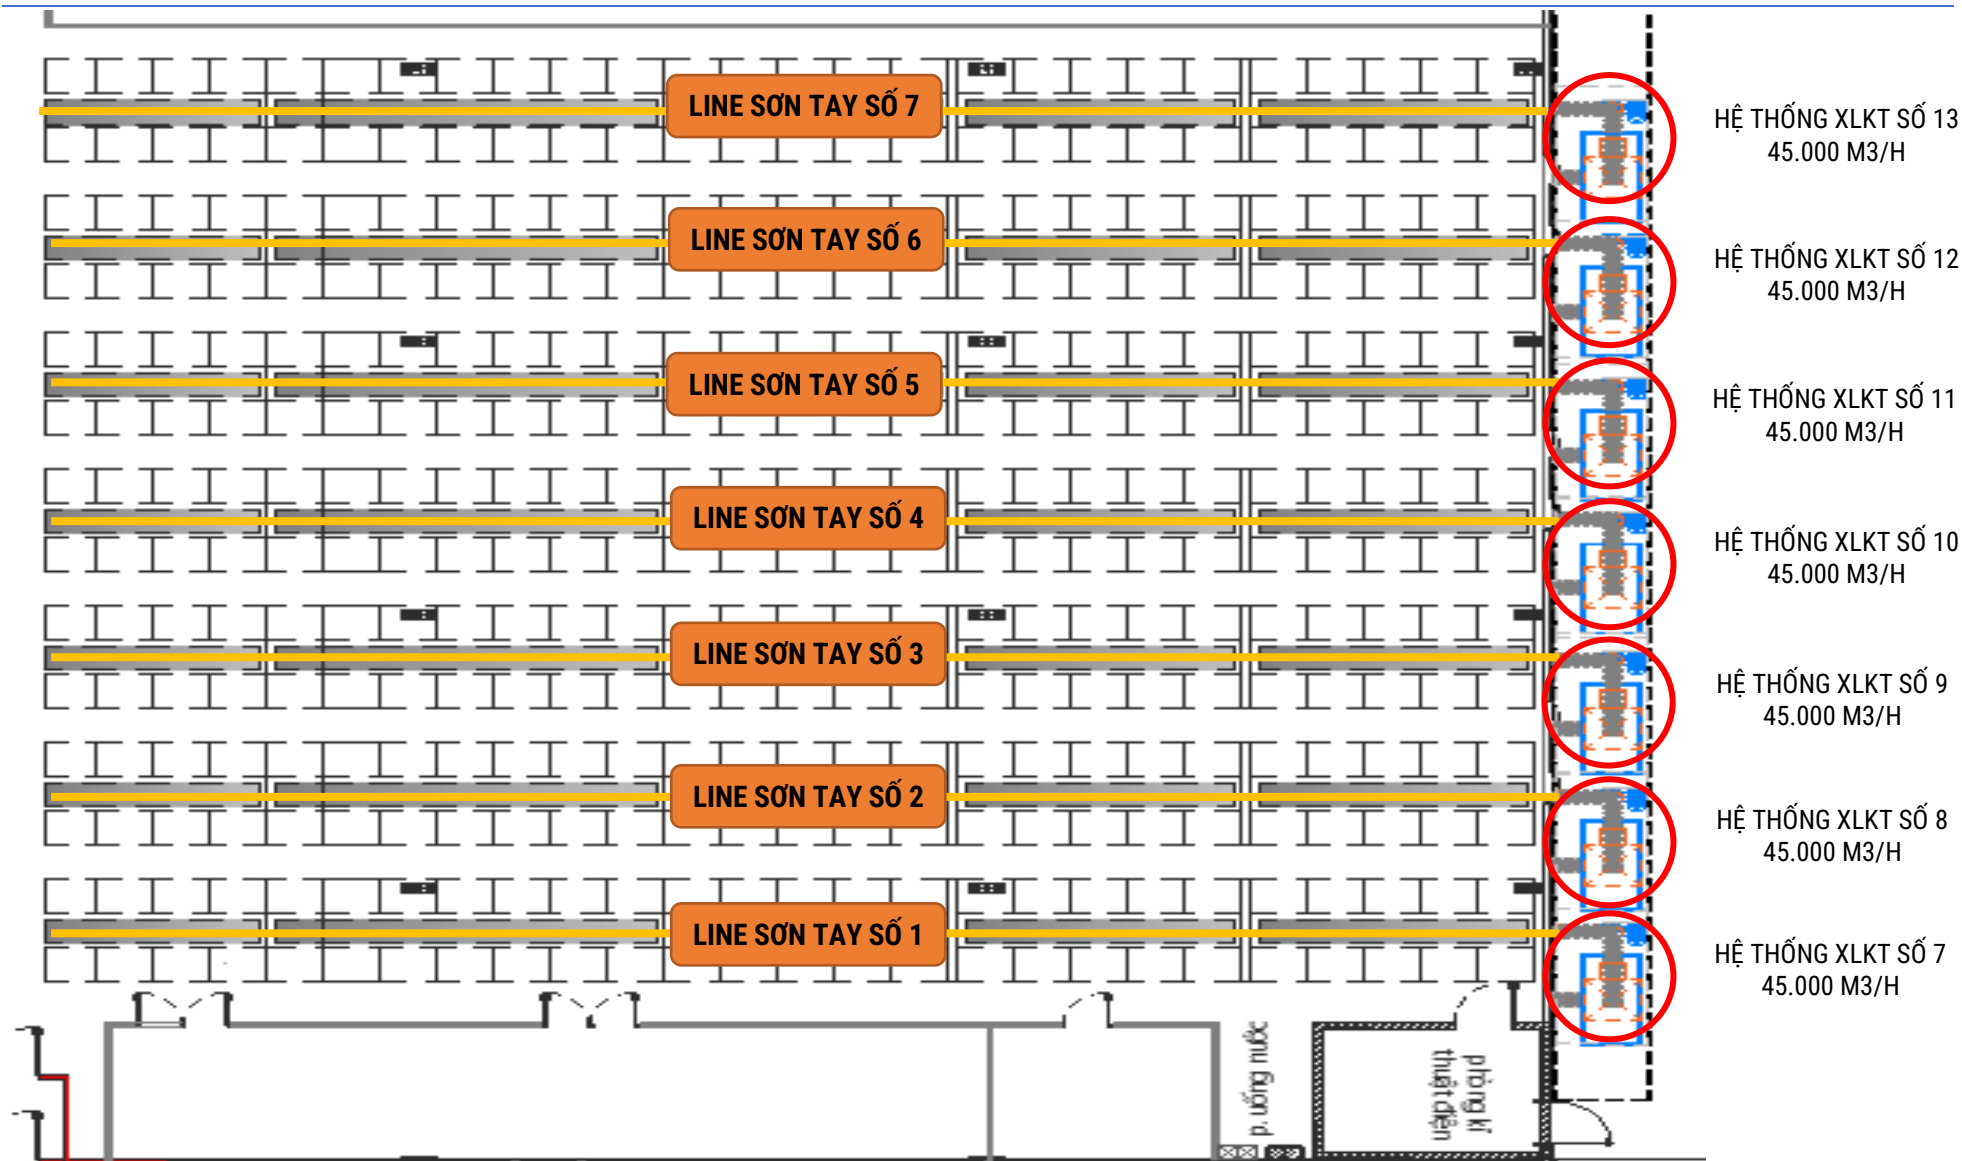 LINE SƠN TAY SỐ 7
HỆ THỐNG XLKT SỐ 13
45.000 M3/H
LINE SƠN TAY SỐ 6
HỆ THỐNG XLKT SỐ 12
45.000 M3/H
LINE SƠN TAY SỐ 5
HỆ THỐNG XLKT SỐ 11
45.000 M3/H
LINE SƠN TAY SỐ 4
HỆ THỐNG XLKT SỐ 10
45.000 M3/H
LINE SƠN TAY SỐ 3
HỆ THỐNG XLKT SỐ 9
45.000 M3/H
LINE SƠN TAY SỐ 2
HỆ THỐNG XLKT SỐ 8
45.000 M3/H
LINE SƠN TAY SỐ 1
HỆ THỐNG XLKT SỐ 7
45.000 M3/H
p. uống nước
phòng kĩ
thuật điện